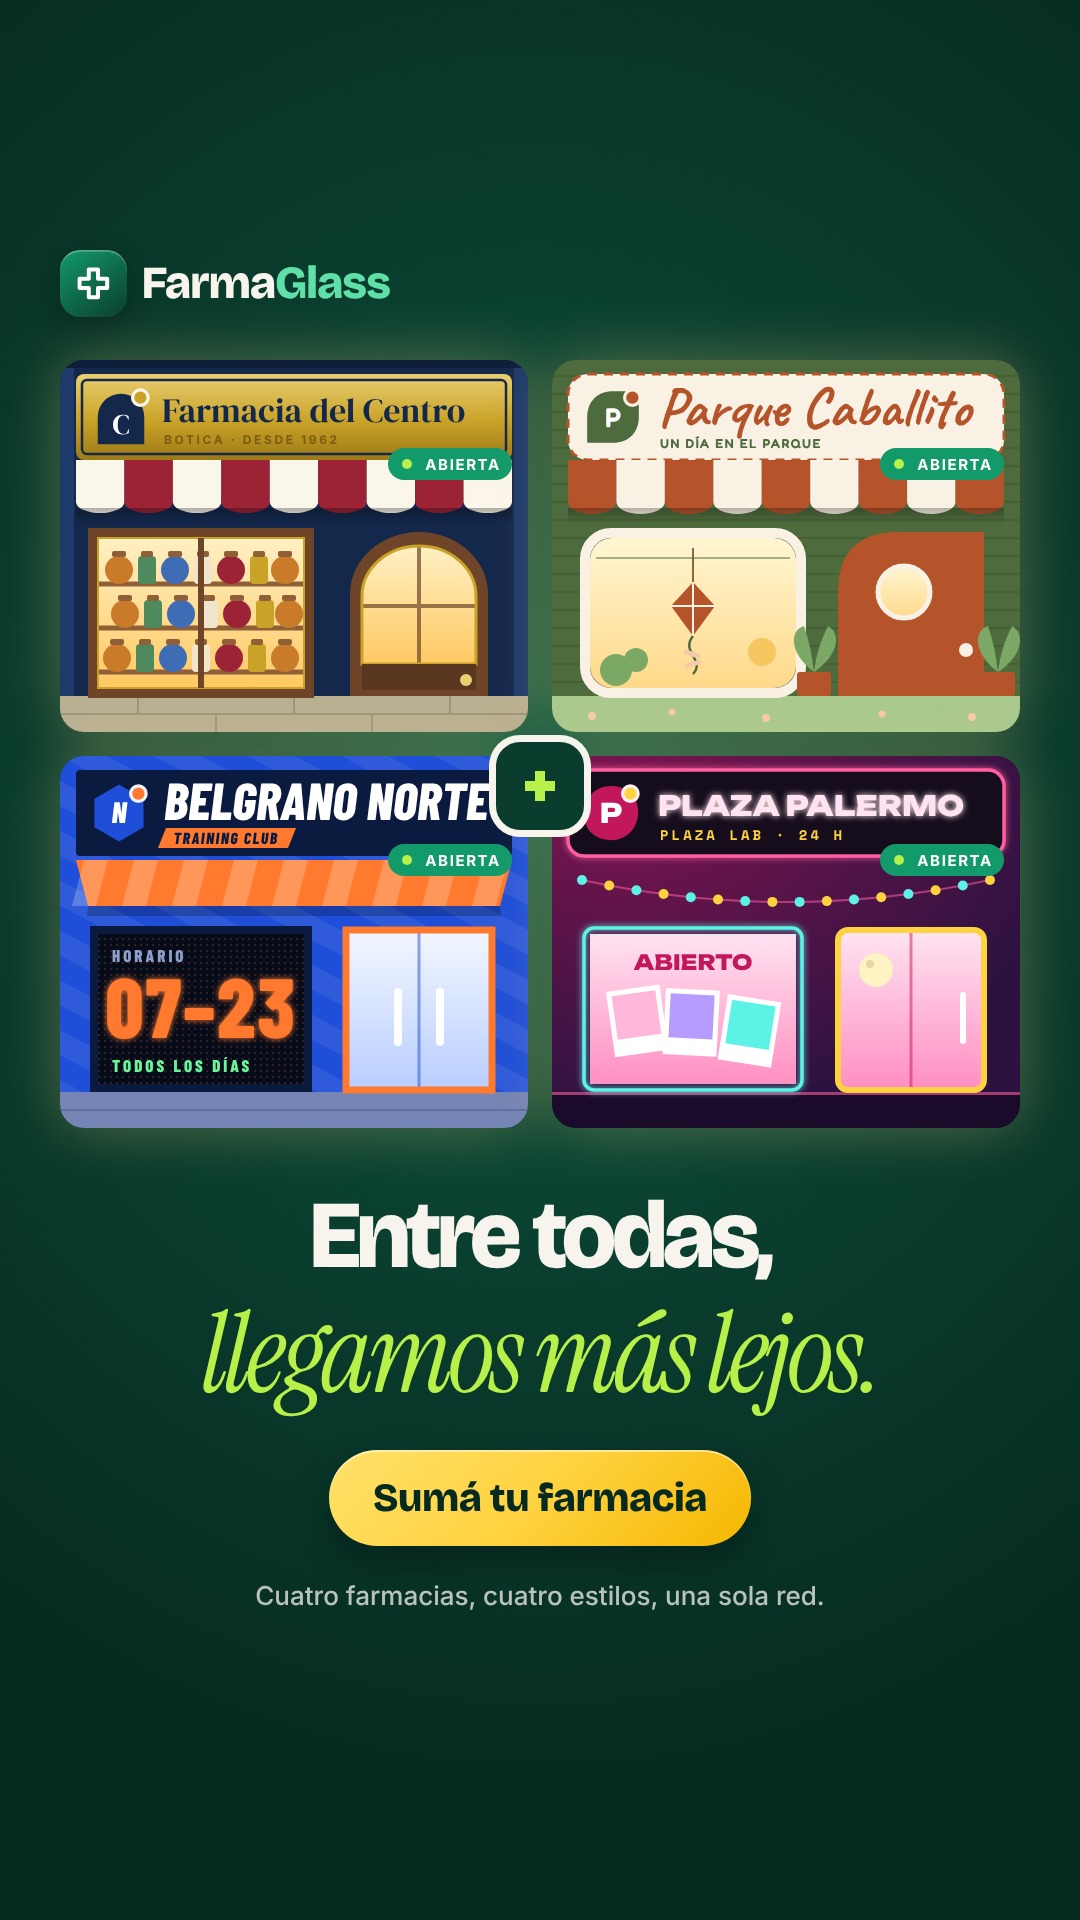 FarmaGlass
C
Farmacia del Centro
BOTICA · DESDE 1962
ABIERTA
P
Parque Caballito
UN DÍA EN EL PARQUE
ABIERTA
N
BELGRANO NORTE
TRAINING CLUB
ABIERTA
HORARIO
07-23
TODOS LOS DÍAS
P
PLAZA PALERMO
PLAZA LAB · 24 H
ABIERTA
ABIERTO
Entre todas,
llegamos más lejos.
Sumá tu farmacia
Cuatro farmacias, cuatro estilos, una sola red.